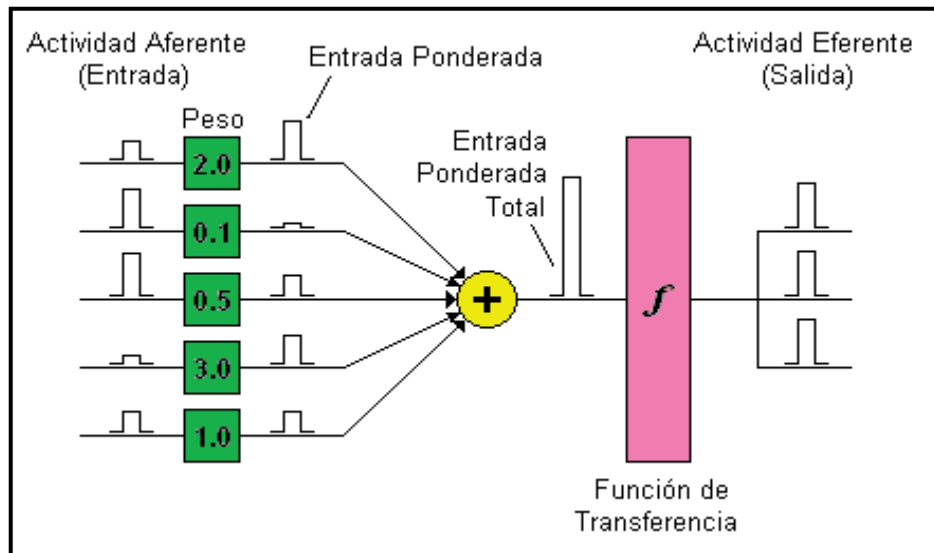 Actividad Aferente
(Entrada)
Entrada Ponderada
Actividad Eferente
(Salida)
Peso
2.0
0.1
0.5
3.0
1.0
Entrada
Ponderada
Total
+
f
Función de
Transferencia